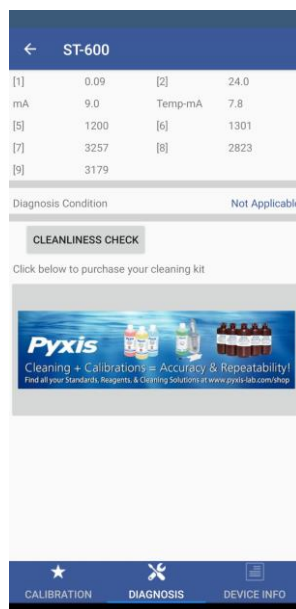 ST-600
[1] 0.09 [2] 24.0
mA 9.0 Temp-mA 7.8
[5] 1200 [6] 1301
[7] 3257 [8] 2823
[9] 3179
Diagnosis Condition Not Applicable
CLEANLINESS CHECK
Click below to purchase your cleaning kit
Pyxis
Cleaning + Calibrations = Accuracy & Repeatability!
Find all your Standards, Reagents, & Cleaning Solutions at www.pyxis-lab.com/shop
CALIBRATION DIAGNOSIS DEVICE INFO